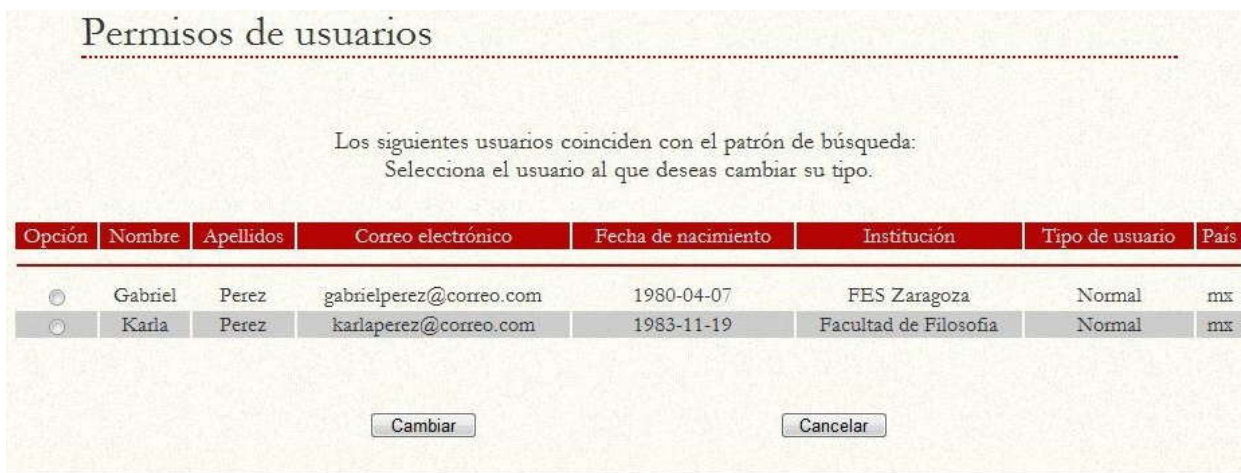 Permisos de usuarios
Los siguientes usuarios coinciden con el patrón de búsqueda:
Selecciona el usuario al que deseas cambiar su tipo.
Opción Nombre Apellidos Correo electrónico Fecha de nacimiento Institución Tipo de usuario País
Gabriel Perez gabrielperez@correo.com 1980-04-07 FES Zaragoza Normal mx
Karla Perez karlaperez@correo.com 1983-11-19 Facultad de Filosofia Normal mx
Cambiar Cancelar